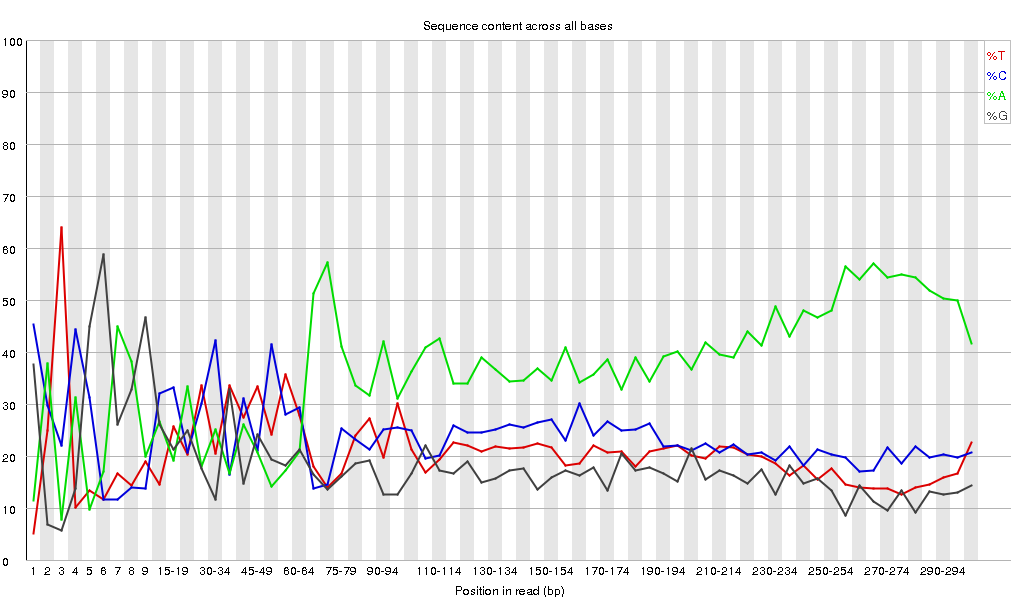 Sequence content across all bases
100
90
80
70
60
50
40
30
20
10
0
%T
%C
%A
%G
1 2 3 4 5 6 7 8 9 15-19 30-34 45-49 60-64 75-79 90-94 110-114 130-134 150-154 170-174 190-194 210-214 230-234 250-254 270-274 290-294
Position in read (bp)